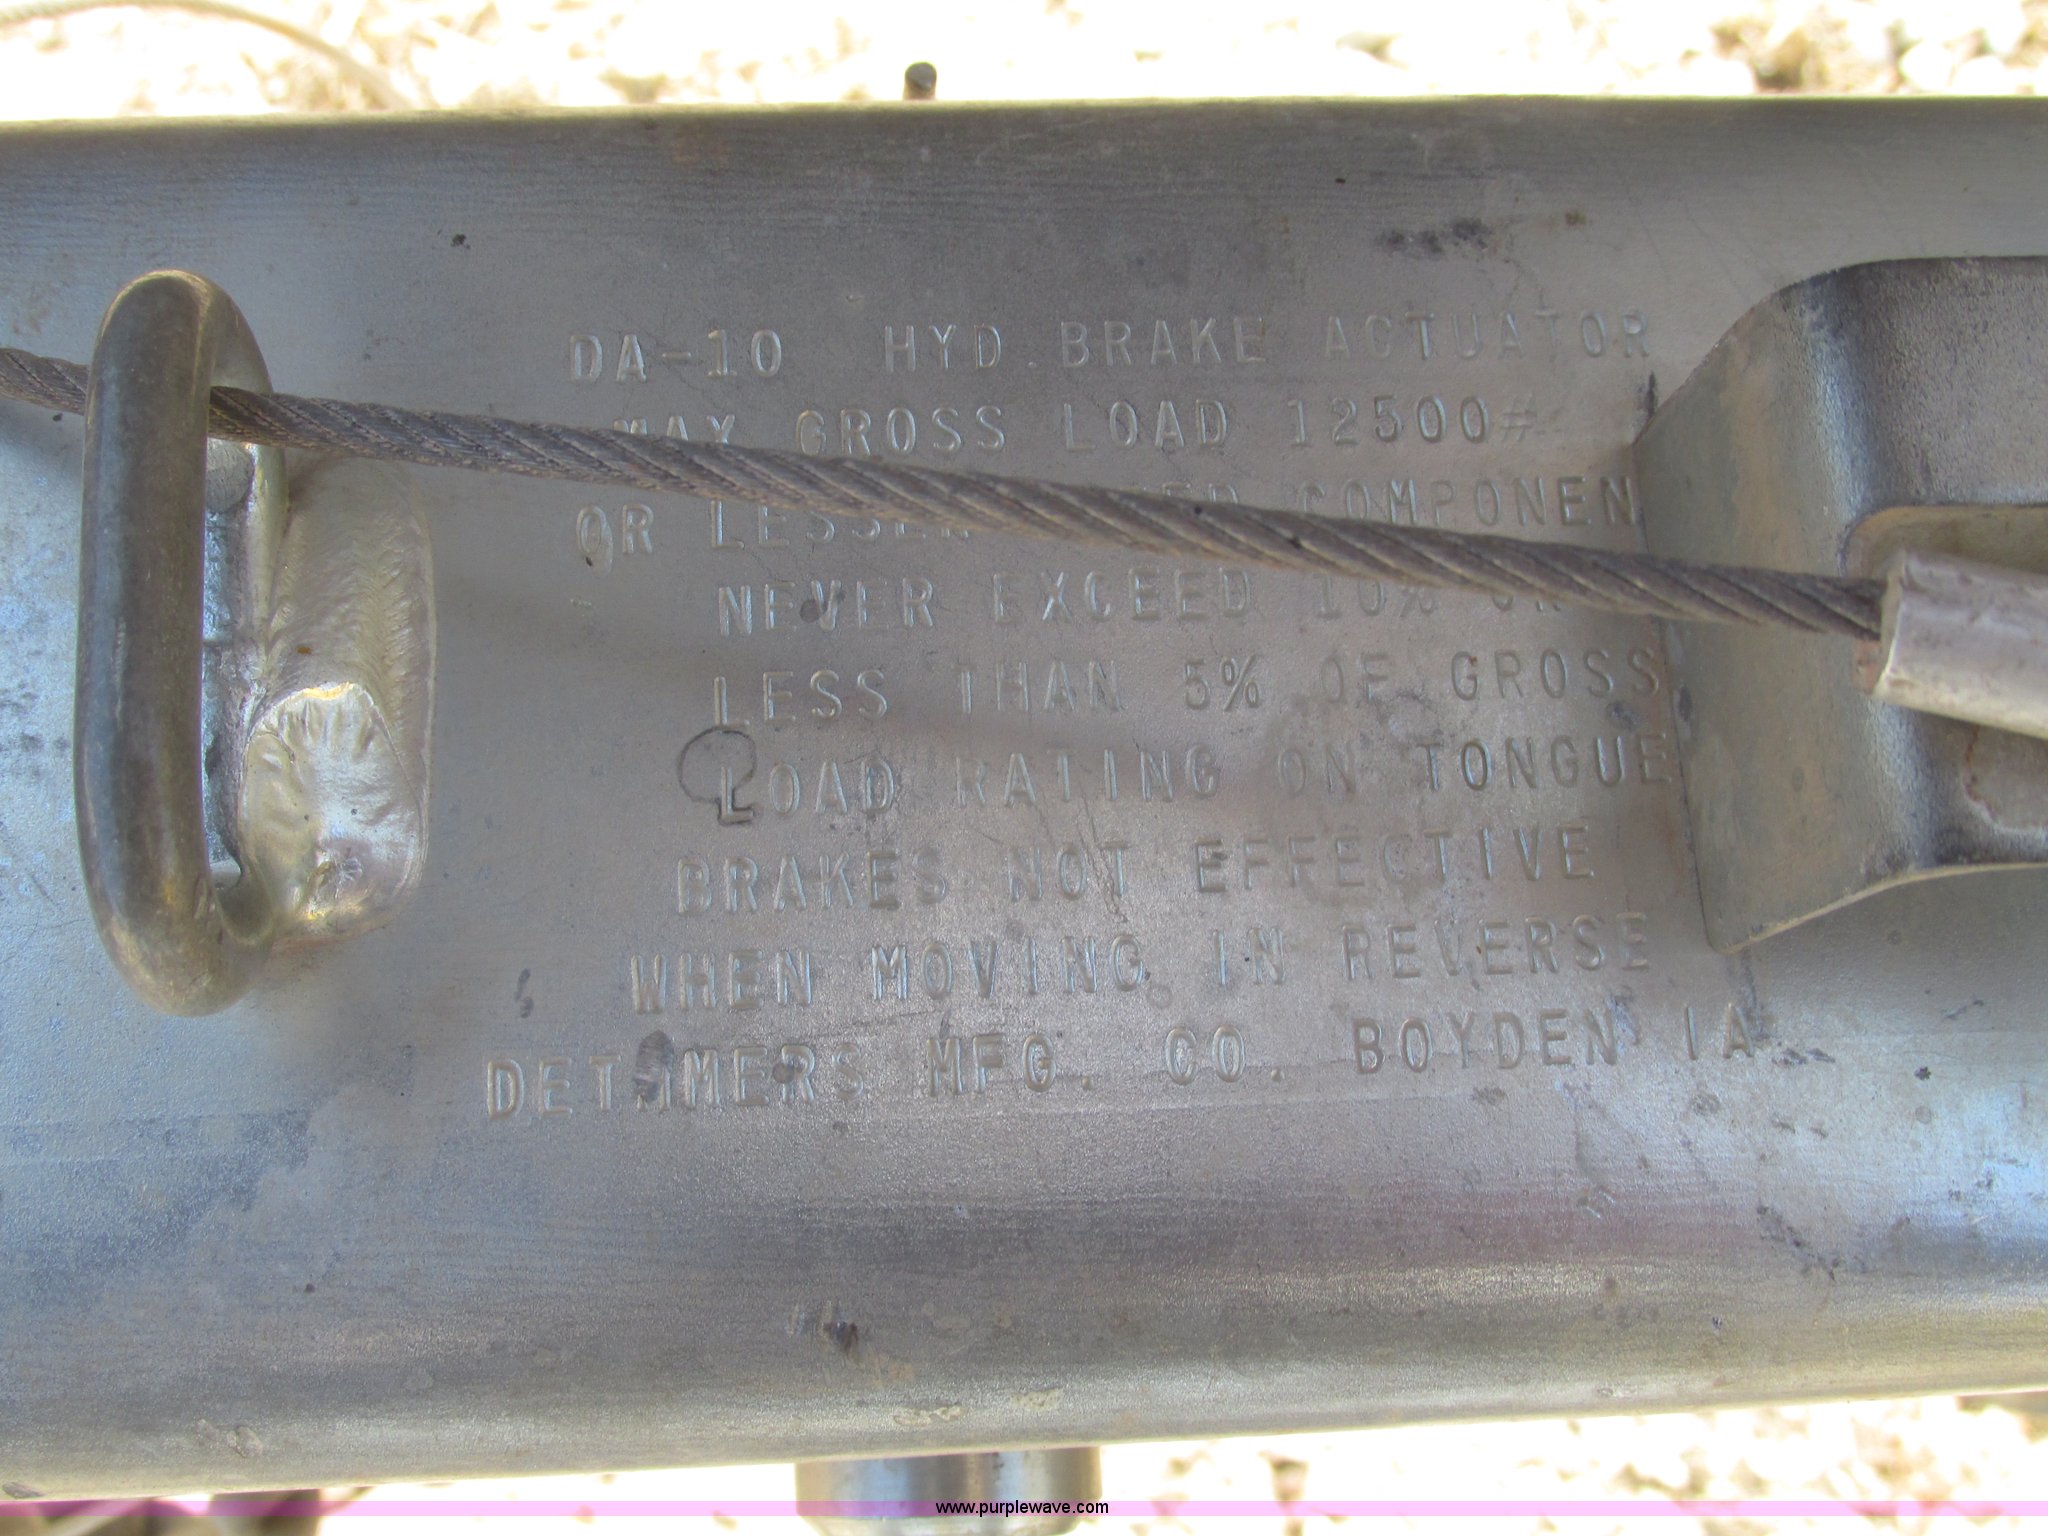 DA-10 HYD. BRAKE ACTUATOR
MAX GROSS LOAD 12500#
OR LESSER COMPONEN
NEVER EXCEED 10% OR
LESS THAN 5% OF GROSS
LOAD RATING ON TONGUE
BRAKES NOT EFFECTIVE
WHEN MOVING IN REVERSE
DETHMERS MFG. CO. BOYDEN IA
www.purplewave.com